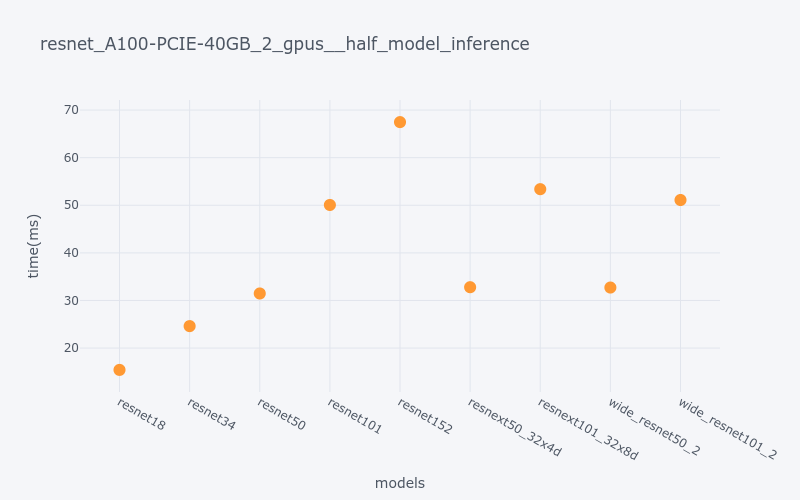 resnet_A100-PCIE-40GB_2_gpus__half_model_inference
70
60
50
40
30
20
time(ms)
resnet18
resnet34
resnet50
resnet101
resnet152
resnext50_32x4d
resnext101_32x8d
wide_resnet50_2
wide_resnet101_2
models